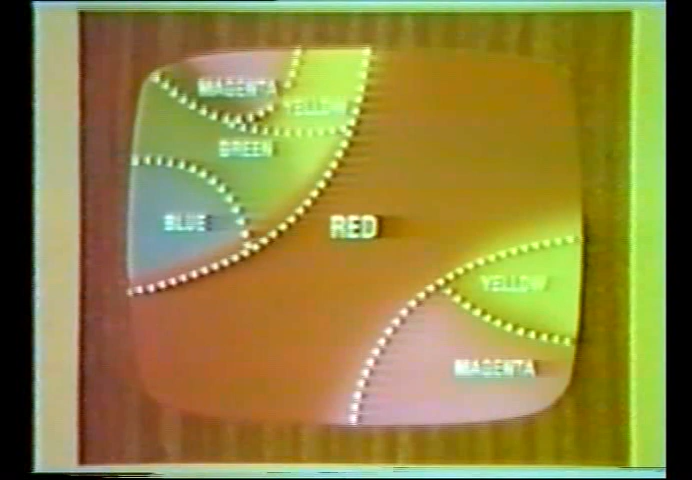 MAGENTA
YELLOW
GREEN
BLUE
RED
YELLOW
MAGENTA